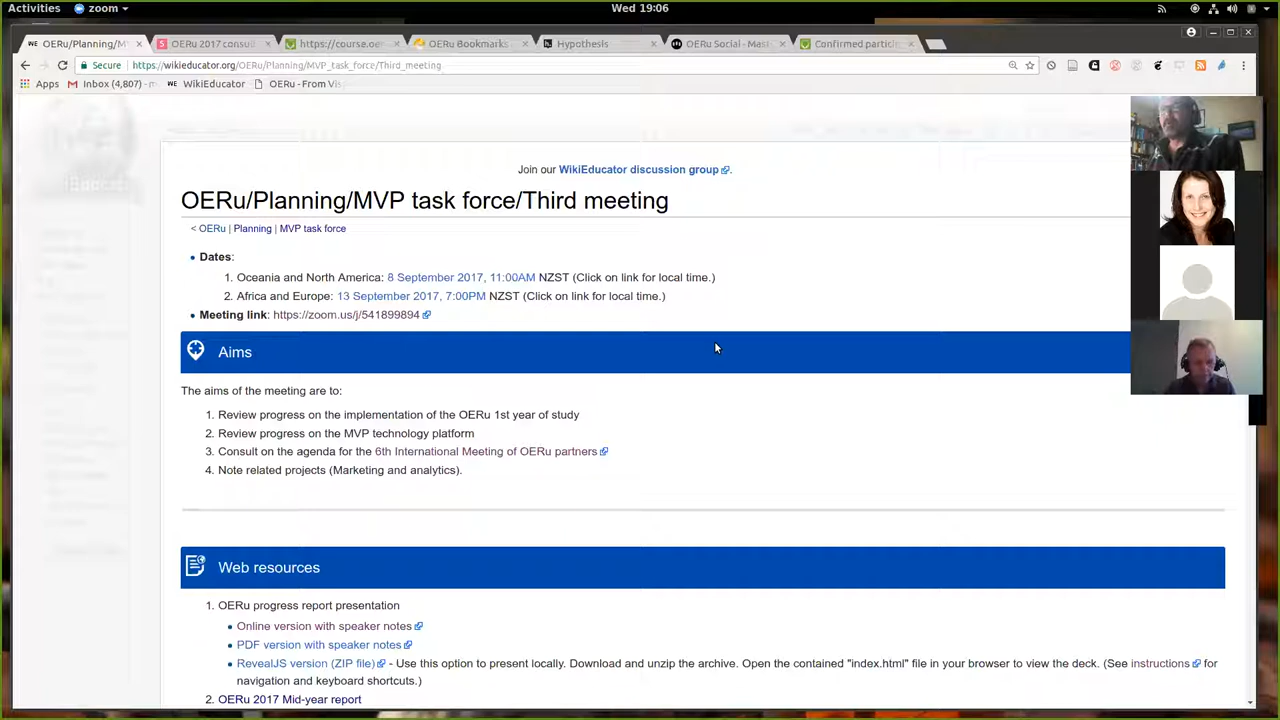 Activities zoom Wed 19:06
OERu/Planning/M OERu 2017 consult https://course.oer OERu Bookmarks Hypothesis OERu Social - Mast Confirmed partici
Secure https://wikieducator.org/OERu/Planning/MVP_task_force/Third_meeting
Apps Inbox (4,807) - WikiEducator OERu - From Vis
Join our WikiEducator discussion group.
OERu/Planning/MVP task force/Third meeting
< OERu | Planning | MVP task force
Dates:
1. Oceania and North America: 8 September 2017, 11:00AM NZST (Click on link for local time.)
2. Africa and Europe: 13 September 2017, 7:00PM NZST (Click on link for local time.)
Meeting link: https://zoom.us/j/541899894
Aims
The aims of the meeting are to:
1. Review progress on the implementation of the OERu 1st year of study
2. Review progress on the MVP technology platform
3. Consult on the agenda for the 6th International Meeting of OERu partners
4. Note related projects (Marketing and analytics).
Web resources
1. OERu progress report presentation
Online version with speaker notes
PDF version with speaker notes
RevealJS version (ZIP file) - Use this option to present locally. Download and unzip the archive. Open the contained "index.html" file in your browser to view the deck. (See instructions for
navigation and keyboard shortcuts.)
2. OERu 2017 Mid-year report